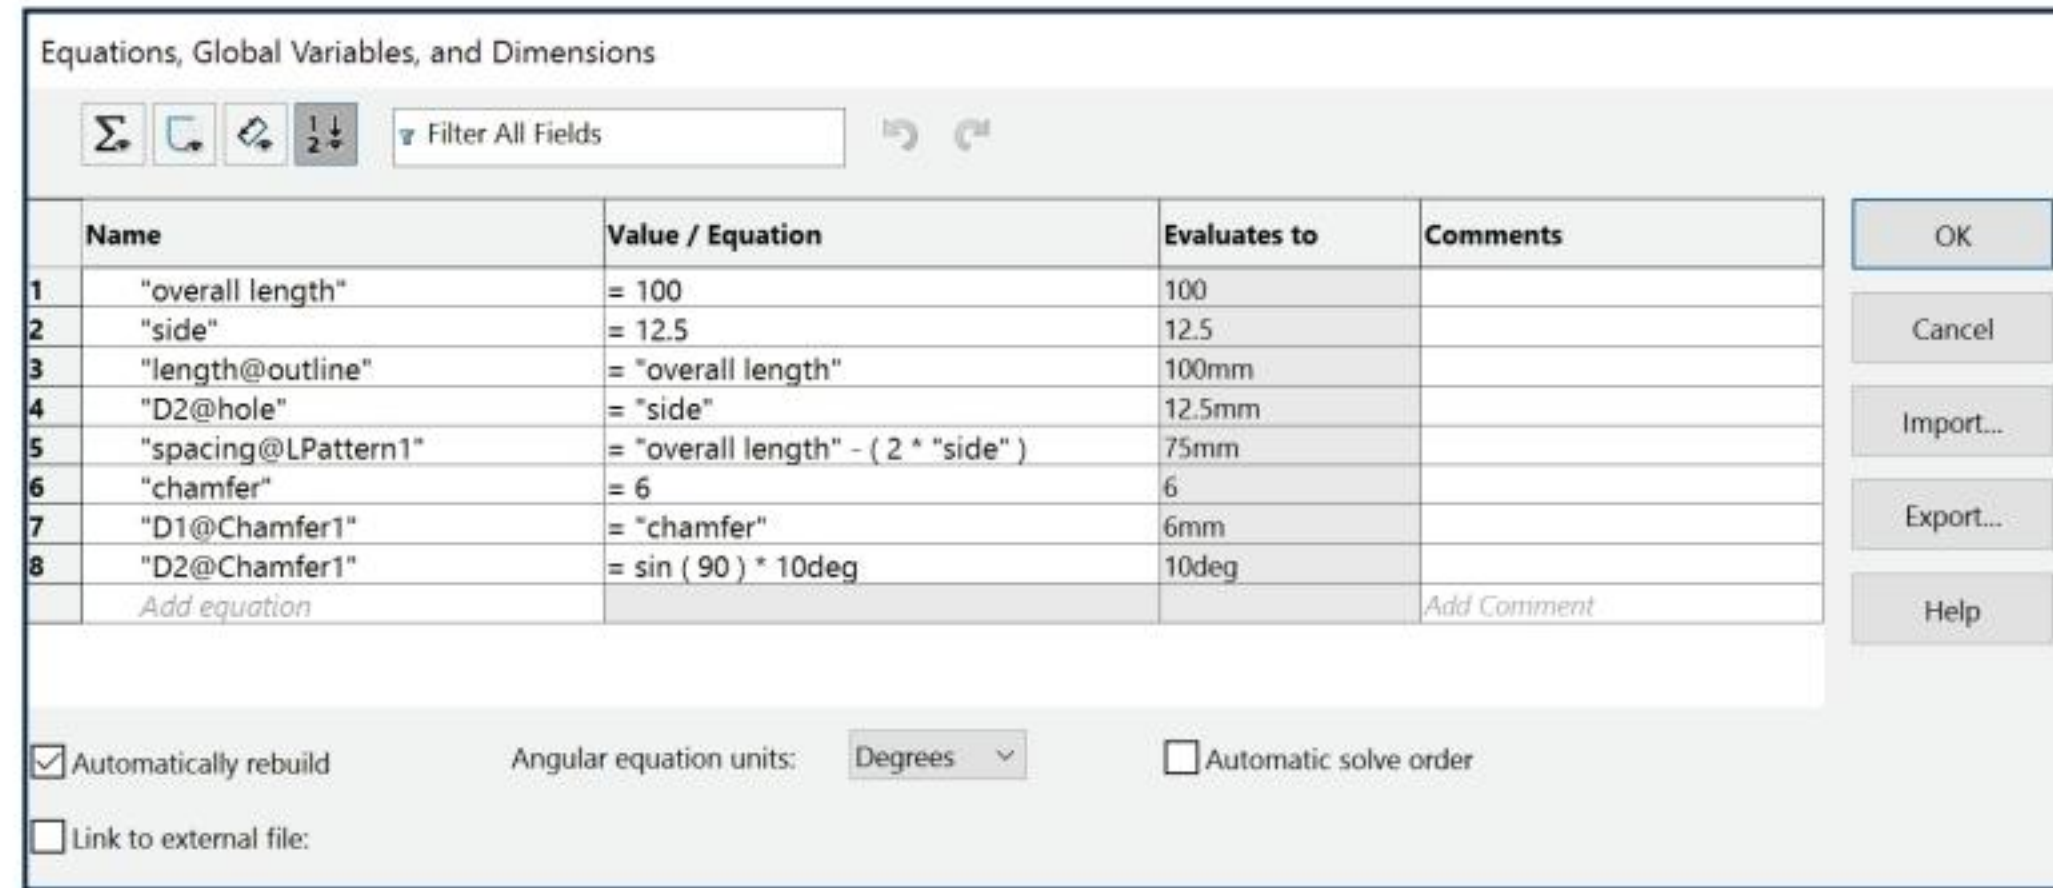 Equations, Global Variables, and Dimensions
Filter All Fields
Name Value / Equation Evaluates to Comments
OK
1 "overall length" = 100 100
2 "side" = 12.5 12.5
Cancel
3 "length@outline" = "overall length" 100mm
4 "D2@hole" = "side" 12.5mm
Import...
5 "spacing@LPattern1" = "overall length" - ( 2 * "side" ) 75mm
6 "chamfer" = 6 6
7 "D1@Chamfer1" = "chamfer" 6mm
Export...
8 "D2@Chamfer1" = sin ( 90 ) * 10deg 10deg
Add equation Add Comment
Help
Automatically rebuild Angular equation units: Degrees Automatic solve order
Link to external file: